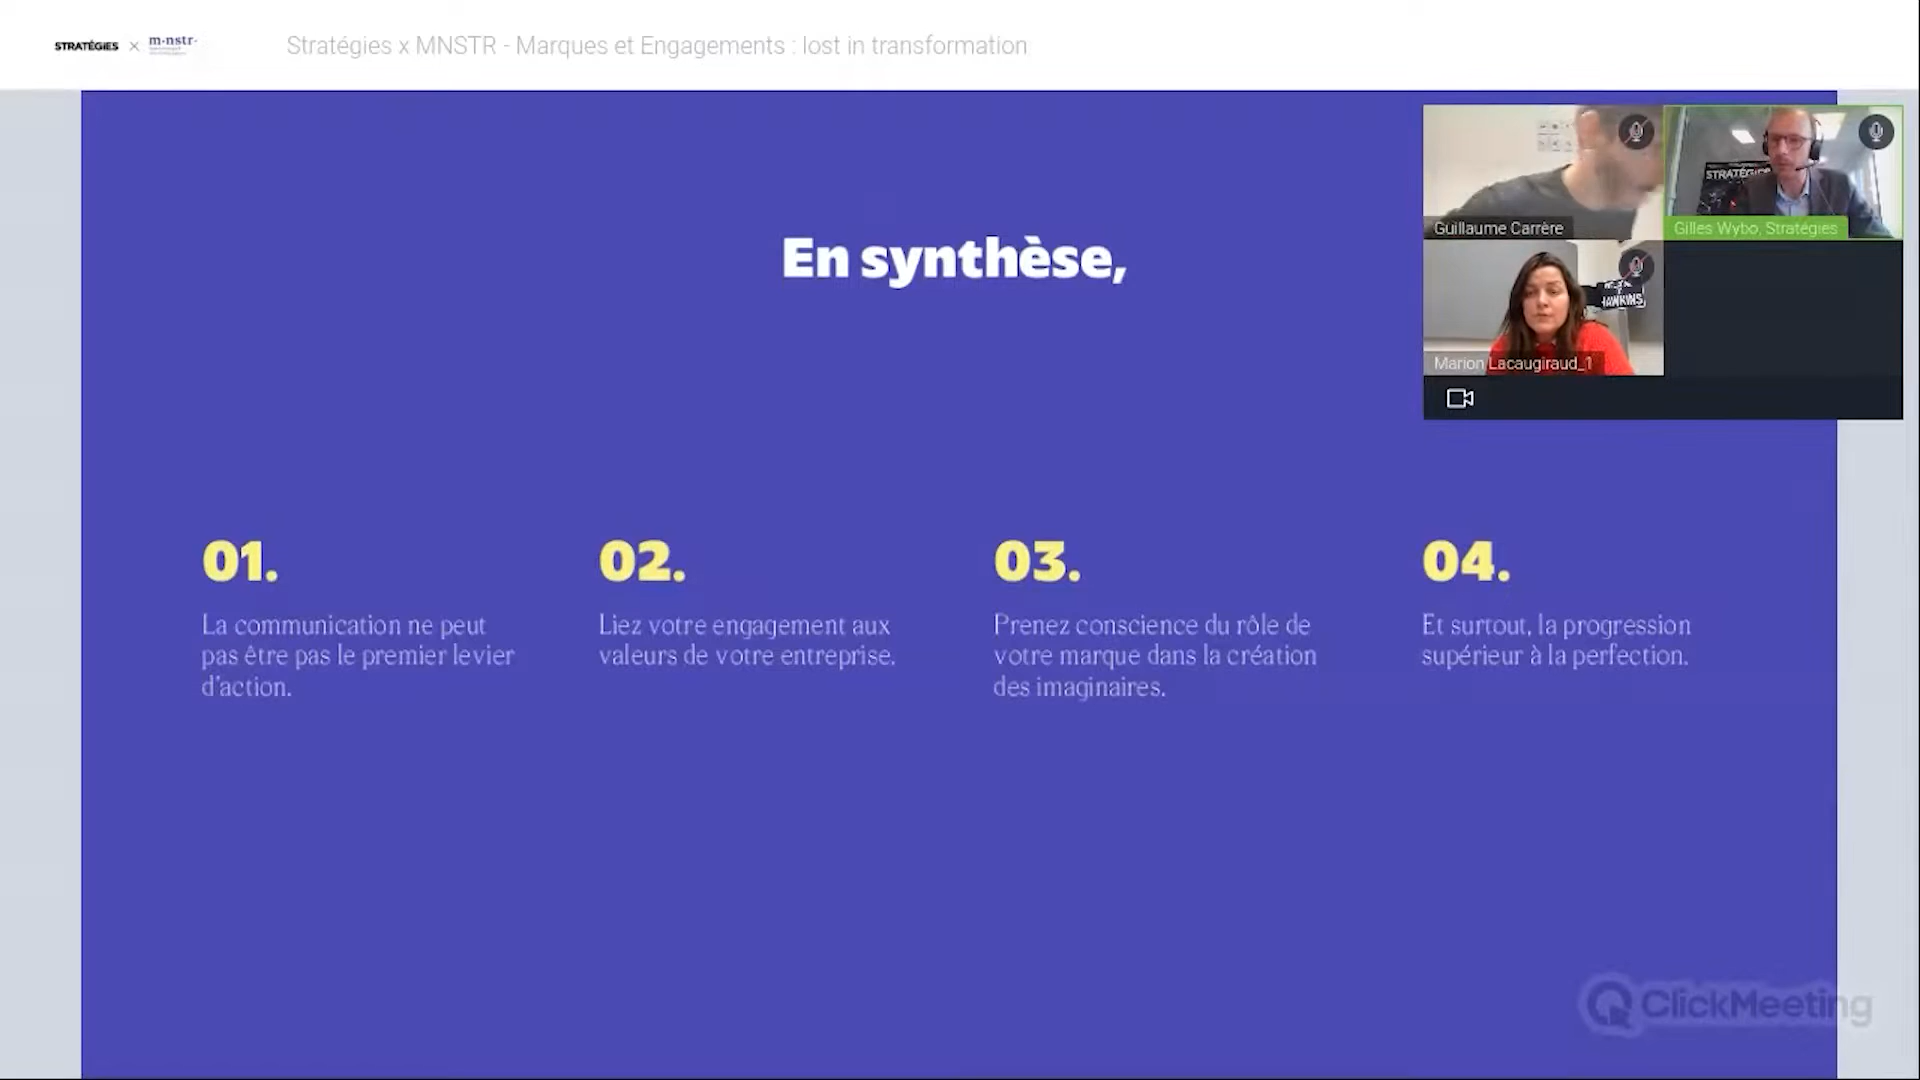 STRATÉGIES × m·nstr·
Stratégies x MNSTR - Marques et Engagements : lost in transformation
STRATÉGIES
Guillaume Carrère
Gilles Wybo, Stratégies
HAWKINS
Marion Lacaugiraud_1
En synthèse,
01.
La communication ne peut
pas être pas le premier levier
d'action.
02.
Liez votre engagement aux
valeurs de votre entreprise.
03.
Prenez conscience du rôle de
votre marque dans la création
des imaginaires.
04.
Et surtout, la progression
supérieur à la perfection.
ClickMeeting